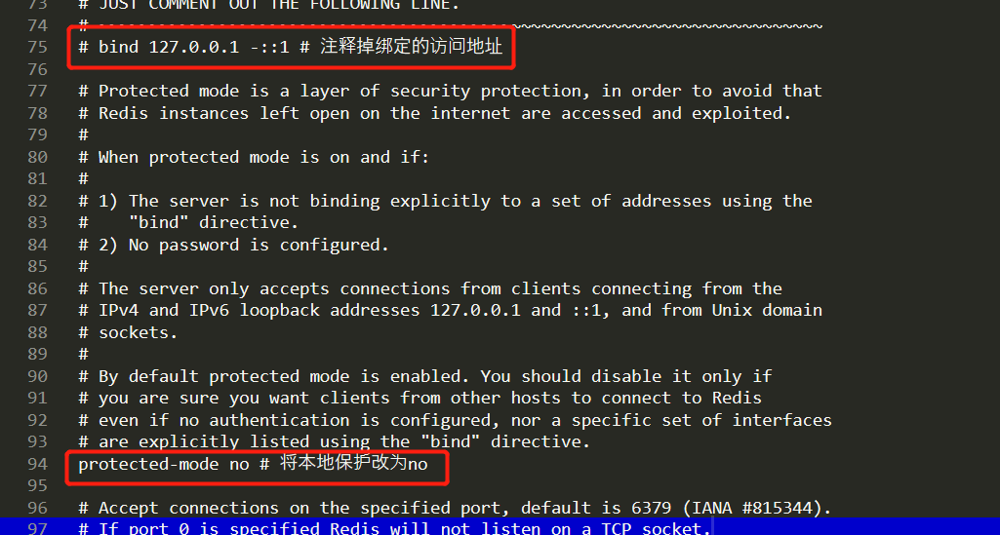 73 # JUST COMMENT OUT THE FOLLOWING LINE.
74 # ~~~~~~~~~~~~~~~~~~~~~~~~~~~~~~~~~~~~~~~~~~~~~~~~~~~~~~~~~~~~~~~~~~~~~~~~
75 # bind 127.0.0.1 -::1 # 注释掉绑定的访问地址
76
77 # Protected mode is a layer of security protection, in order to avoid that
78 # Redis instances left open on the internet are accessed and exploited.
79 #
80 # When protected mode is on and if:
81 #
82 # 1) The server is not binding explicitly to a set of addresses using the
83 #    "bind" directive.
84 # 2) No password is configured.
85 #
86 # The server only accepts connections from clients connecting from the
87 # IPv4 and IPv6 loopback addresses 127.0.0.1 and ::1, and from Unix domain
88 # sockets.
89 #
90 # By default protected mode is enabled. You should disable it only if
91 # you are sure you want clients from other hosts to connect to Redis
92 # even if no authentication is configured, nor a specific set of interfaces
93 # are explicitly listed using the "bind" directive.
94 protected-mode no # 将本地保护改为no
95
96 # Accept connections on the specified port, default is 6379 (IANA #815344).
97 # If port 0 is specified Redis will not listen on a TCP socket.